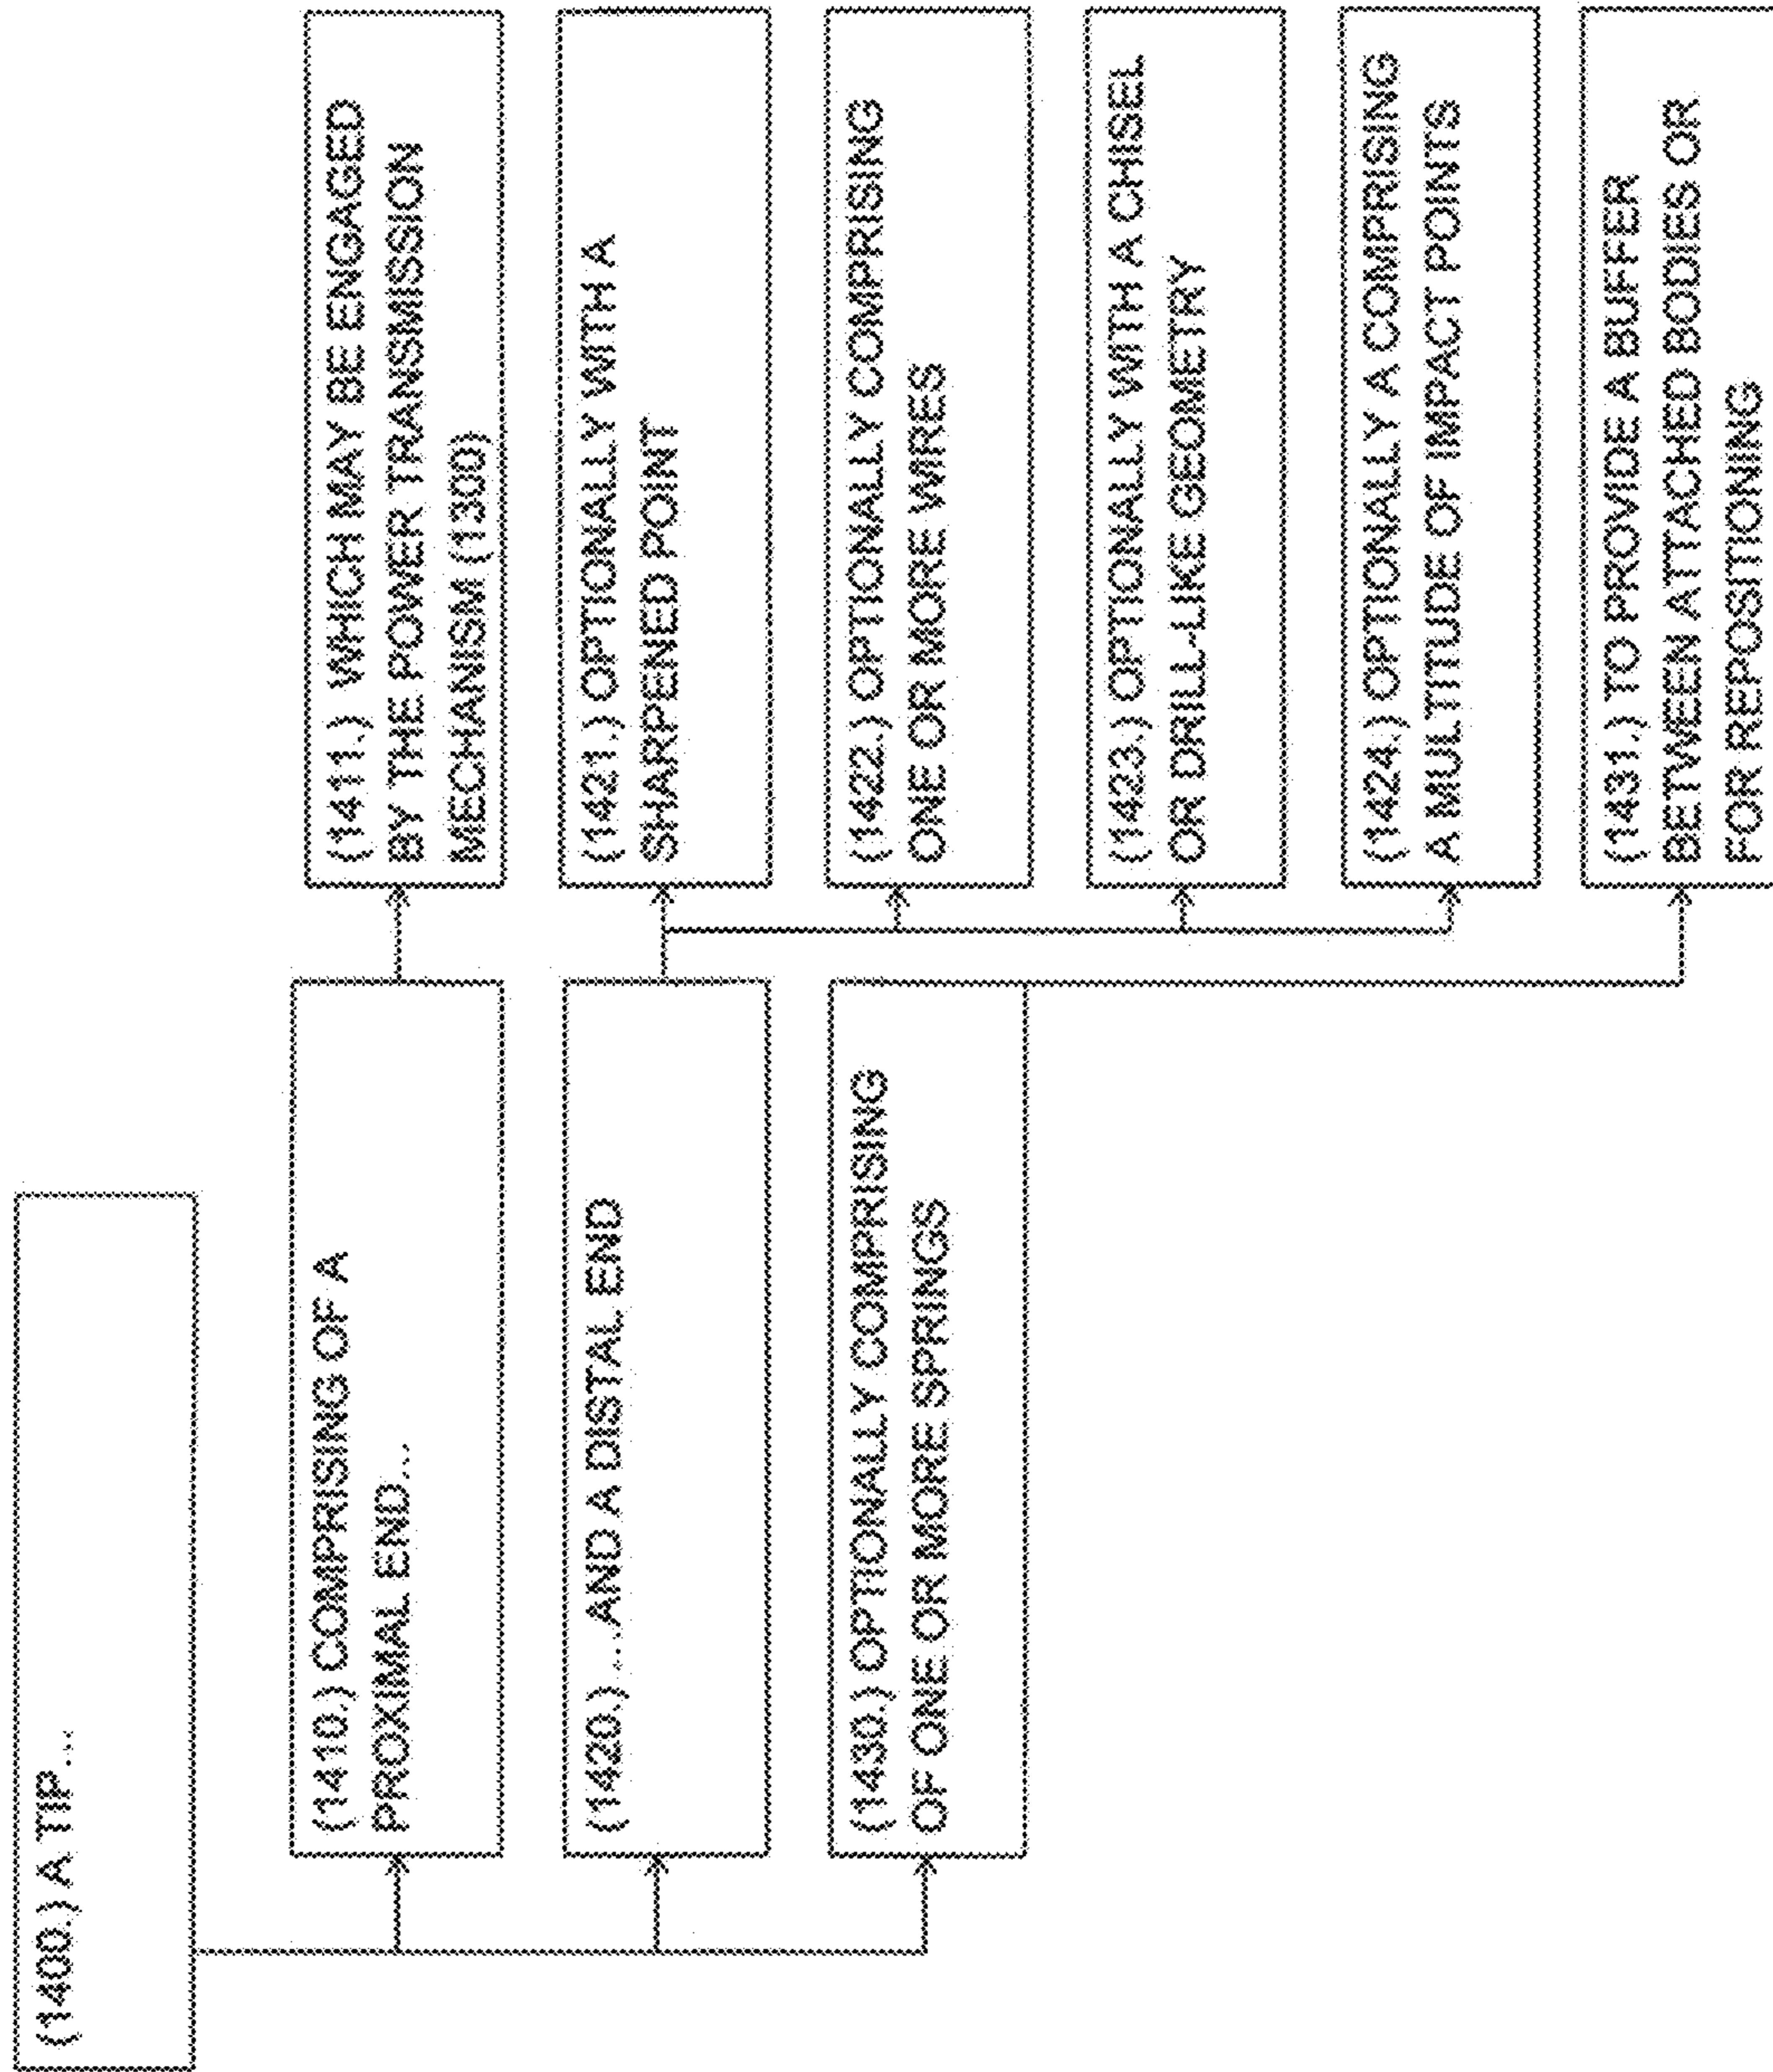 (1400.) A TIP...
(1410.) COMPRISING OF A
PROXIMAL END...
(1411.) WHICH MAY BE ENGAGED
BY THE POWER TRANSMISSION
MECHANISM (1300)
(1420.) ...AND A DISTAL END
(1421.) OPTIONALLY WITH A
SHARPENED POINT
(1422.) OPTIONALLY COMPRISING
ONE OR MORE WIRES
(1423.) OPTIONALLY WITH A CHISEL
OR DRILL-LIKE GEOMETRY
(1424.) OPTIONALLY A COMPRISING
A MULTITUDE OF IMPACT POINTS
(1430.) OPTIONALLY COMPRISING
OF ONE OR MORE SPRINGS
(1431.) TO PROVIDE A BUFFER
BETWEEN ATTACHED BODIES OR
FOR REPOSITIONING